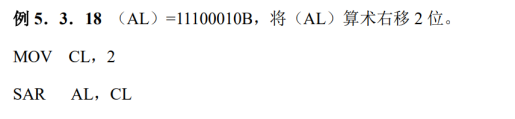 例5．3．18 （AL）=11100010B，将（AL）算术右移 2 位。
MOV CL，2
SAR AL，CL